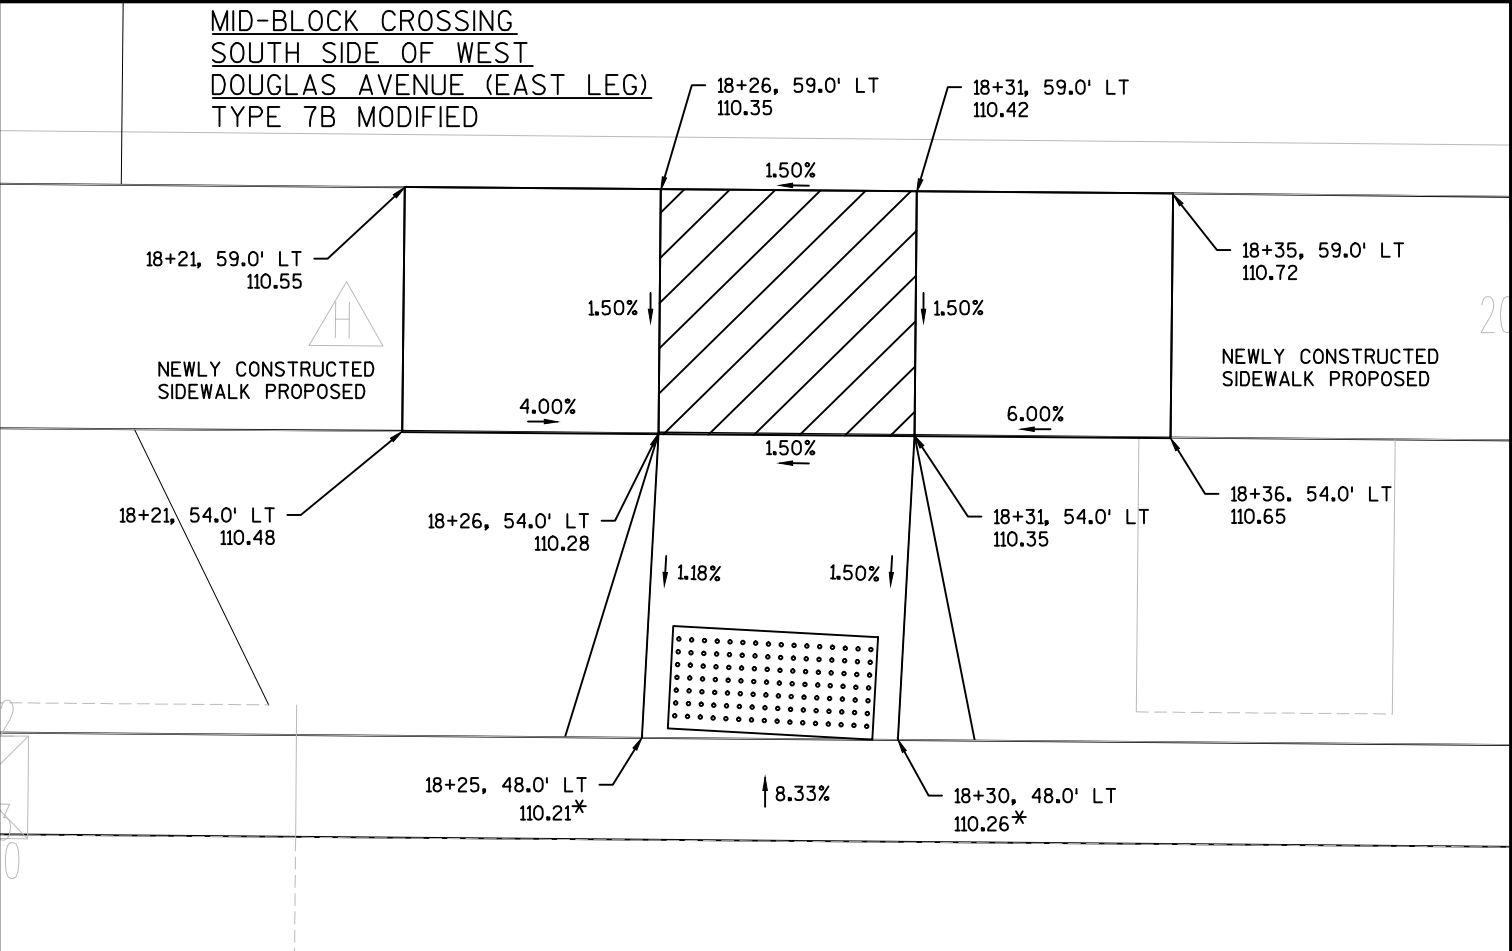 MID-BLOCK CROSSING
SOUTH SIDE OF WEST
DOUGLAS AVENUE (EAST LEG)
TYPE 7B MODIFIED
18+26, 59.0' LT
110.35
18+31, 59.0' LT
110.42
1.50%
18+21, 59.0' LT
110.55
18+35, 59.0' LT
110.72
H
1.50%
1.50%
20
NEWLY CONSTRUCTED
SIDEWALK PROPOSED
NEWLY CONSTRUCTED
SIDEWALK PROPOSED
4.00%
6.00%
1.50%
18+21, 54.0' LT
110.48
18+26, 54.0' LT
110.28
18+31, 54.0' LT
110.35
18+36. 54.0' LT
110.65
1.18%
1.50%
18+25, 48.0' LT
110.21*
8.33%
18+30, 48.0' LT
110.26*